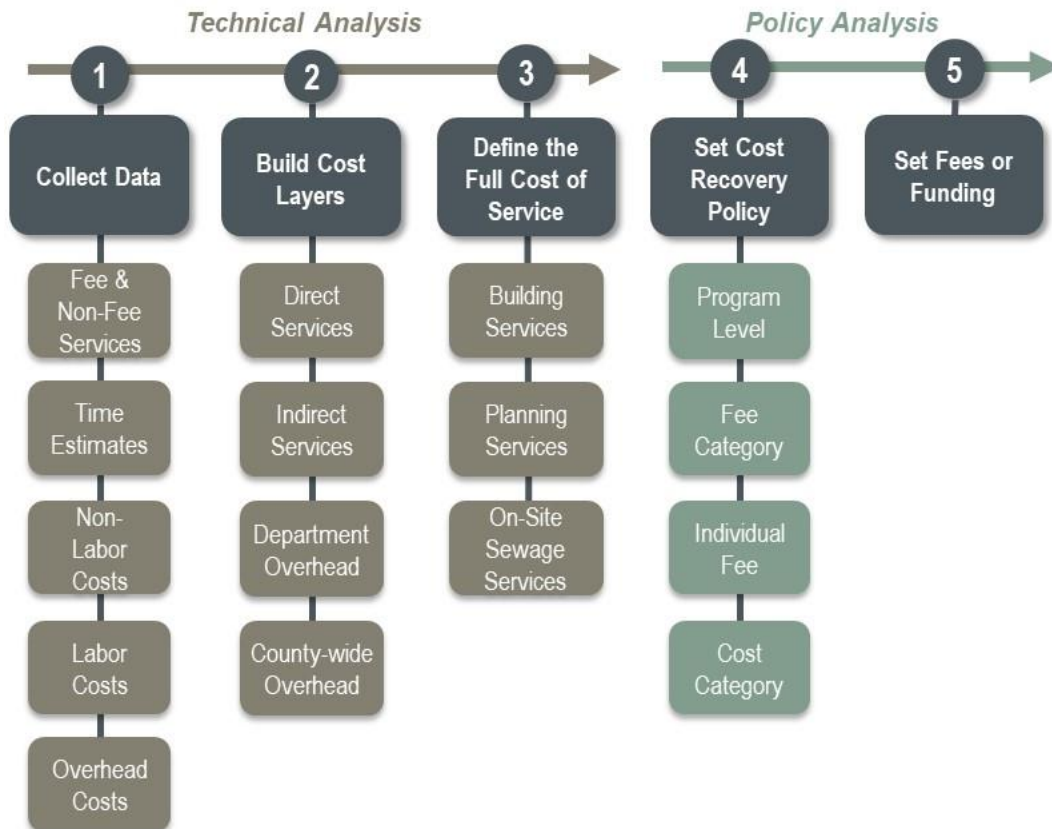 Technical Analysis
Policy Analysis
1
2
3
4
5
Collect Data
Build Cost
Layers
Define the
Full Cost of
Service
Set Cost
Recovery
Policy
Set Fees or
Funding
Fee &
Non-Fee
Services
Time
Estimates
Non-
Labor
Costs
Labor
Costs
Overhead
Costs
Direct
Services
Indirect
Services
Department
Overhead
County-wide
Overhead
Building
Services
Planning
Services
On-Site
Sewage
Services
Program
Level
Fee
Category
Individual
Fee
Cost
Category